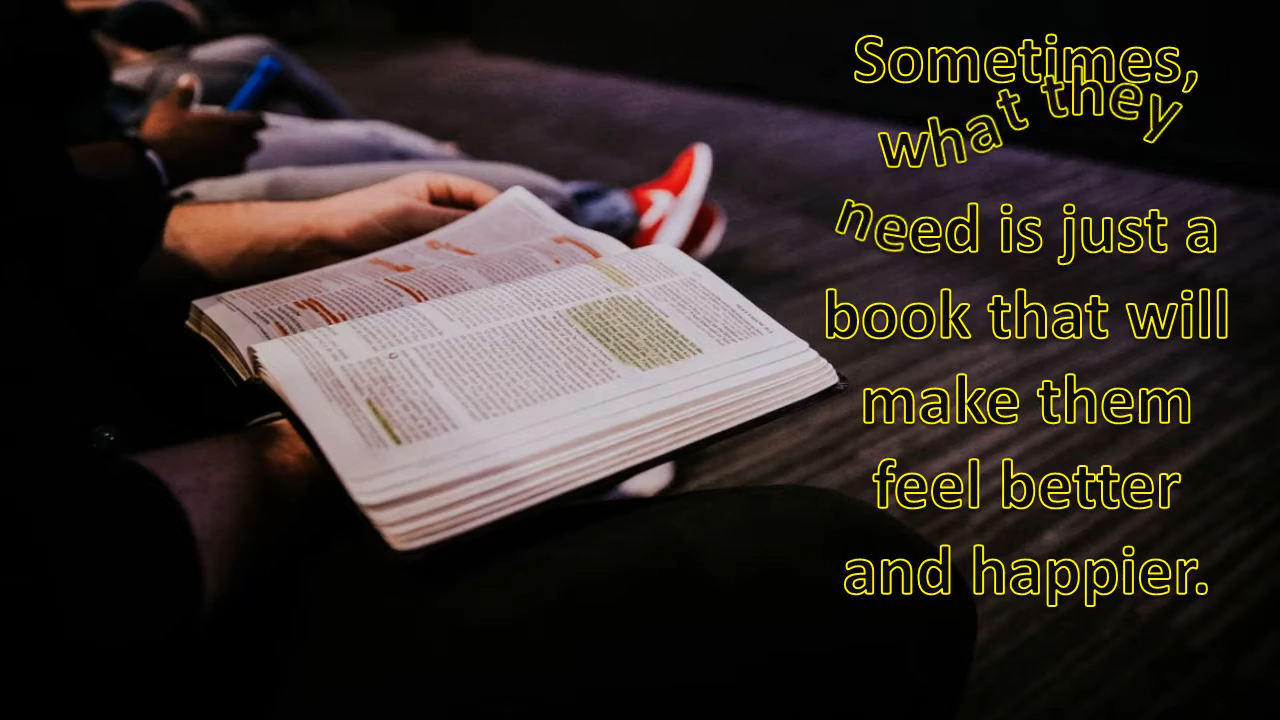 Sometimes,
what they
need is just a
book that will
make them
feel better
and happier.